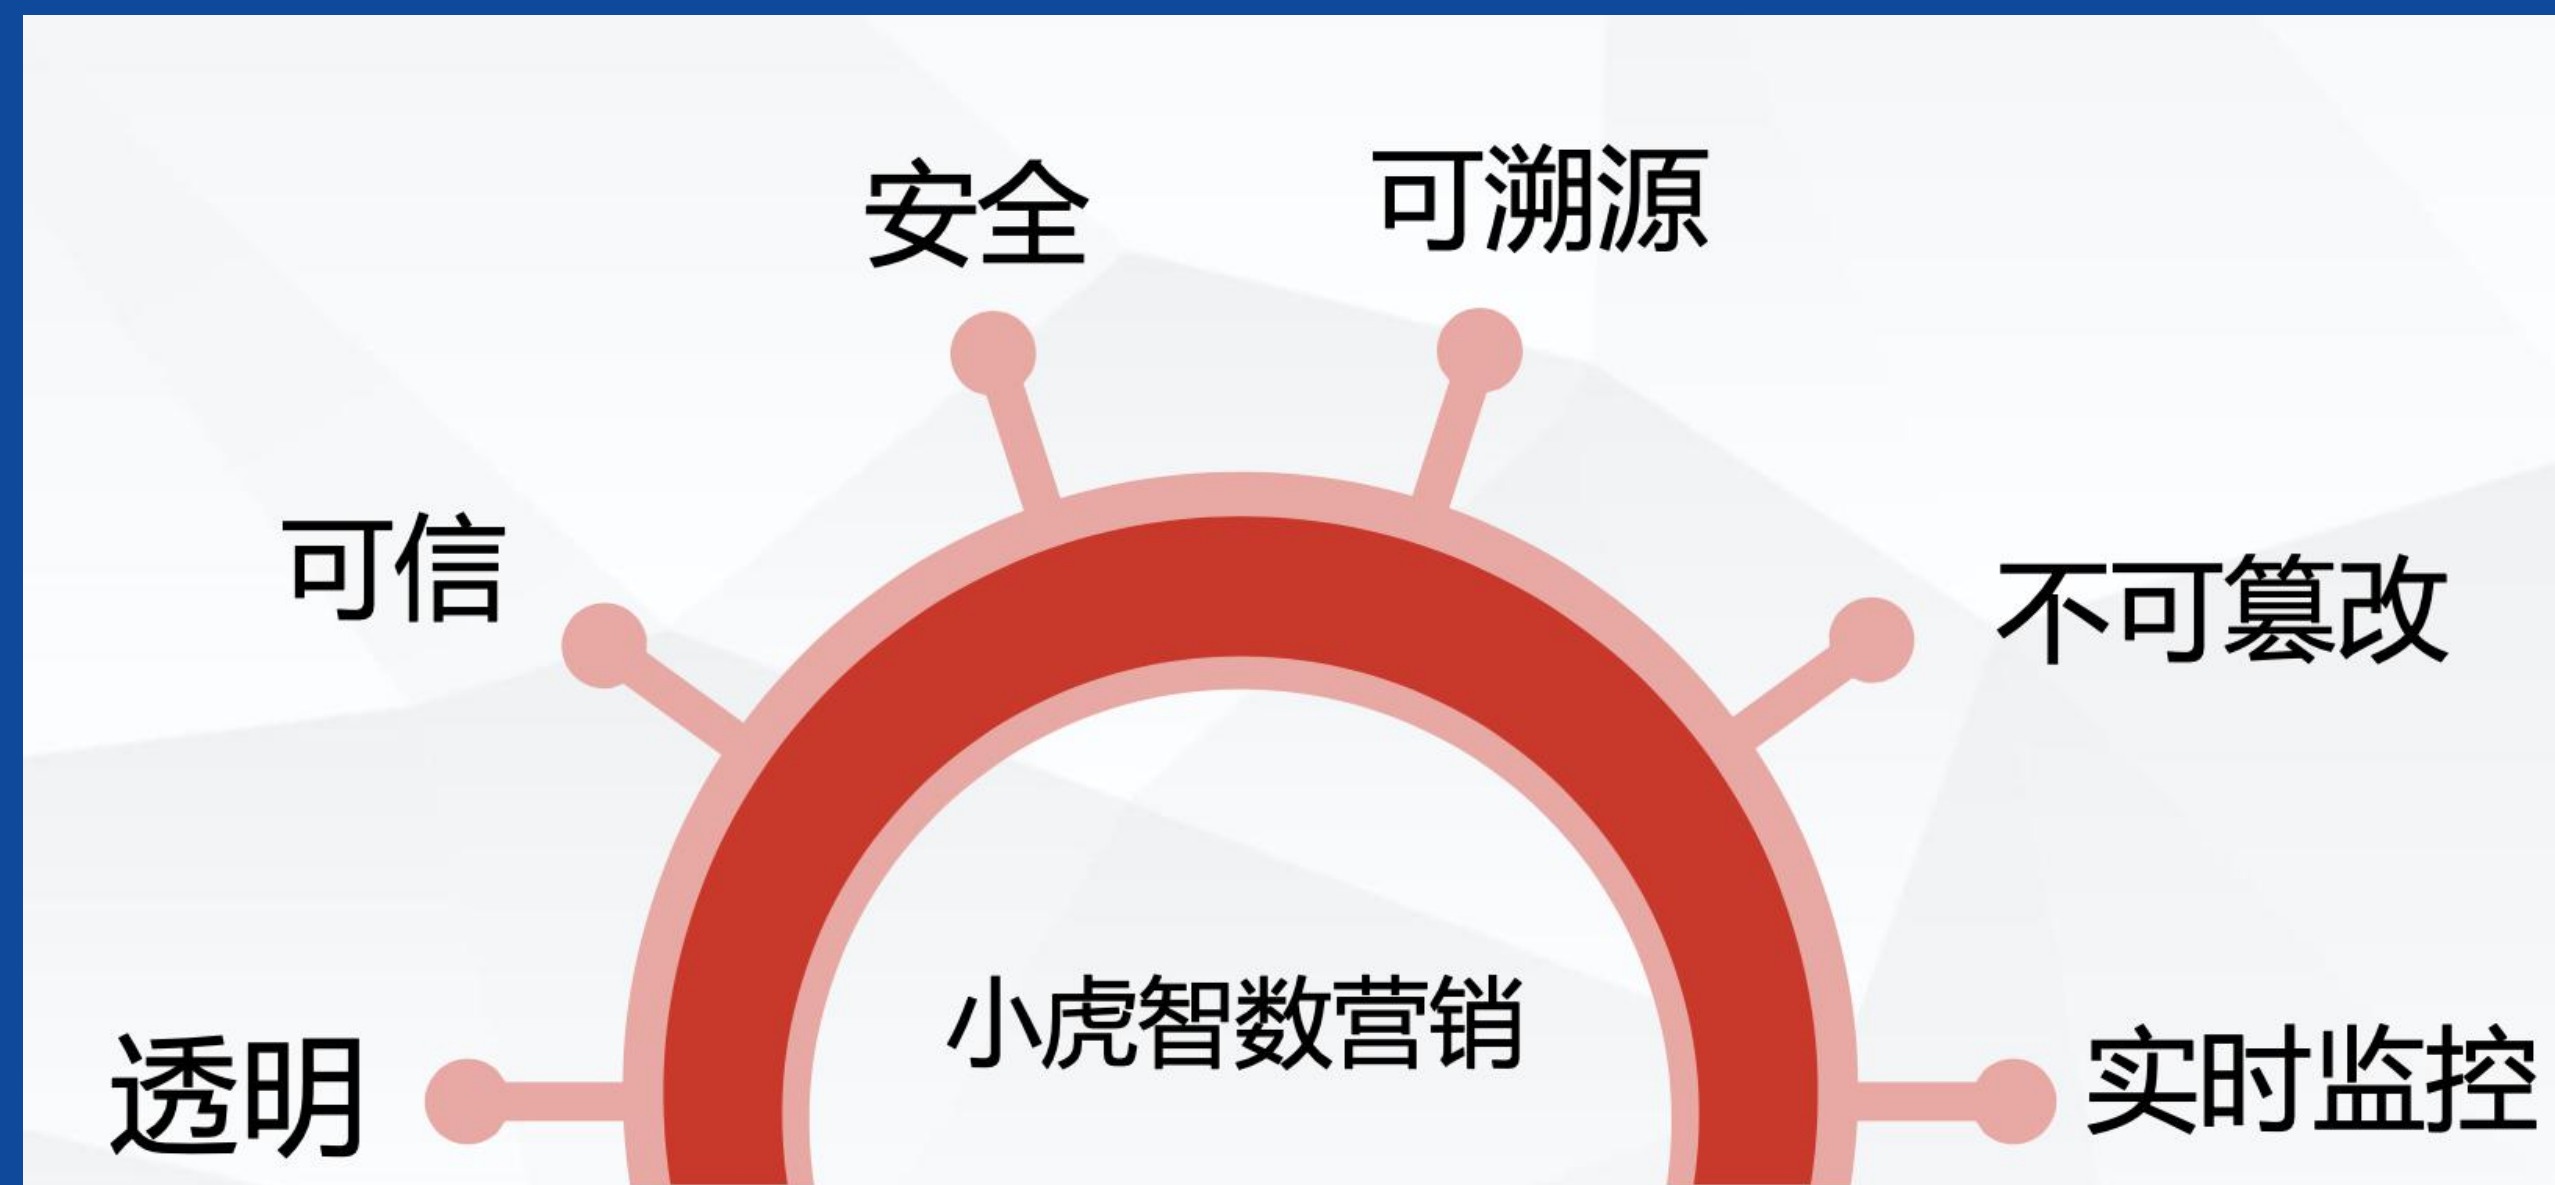 安全
可溯源
可信
不可篡改
小虎智数营销
透明
实时监控